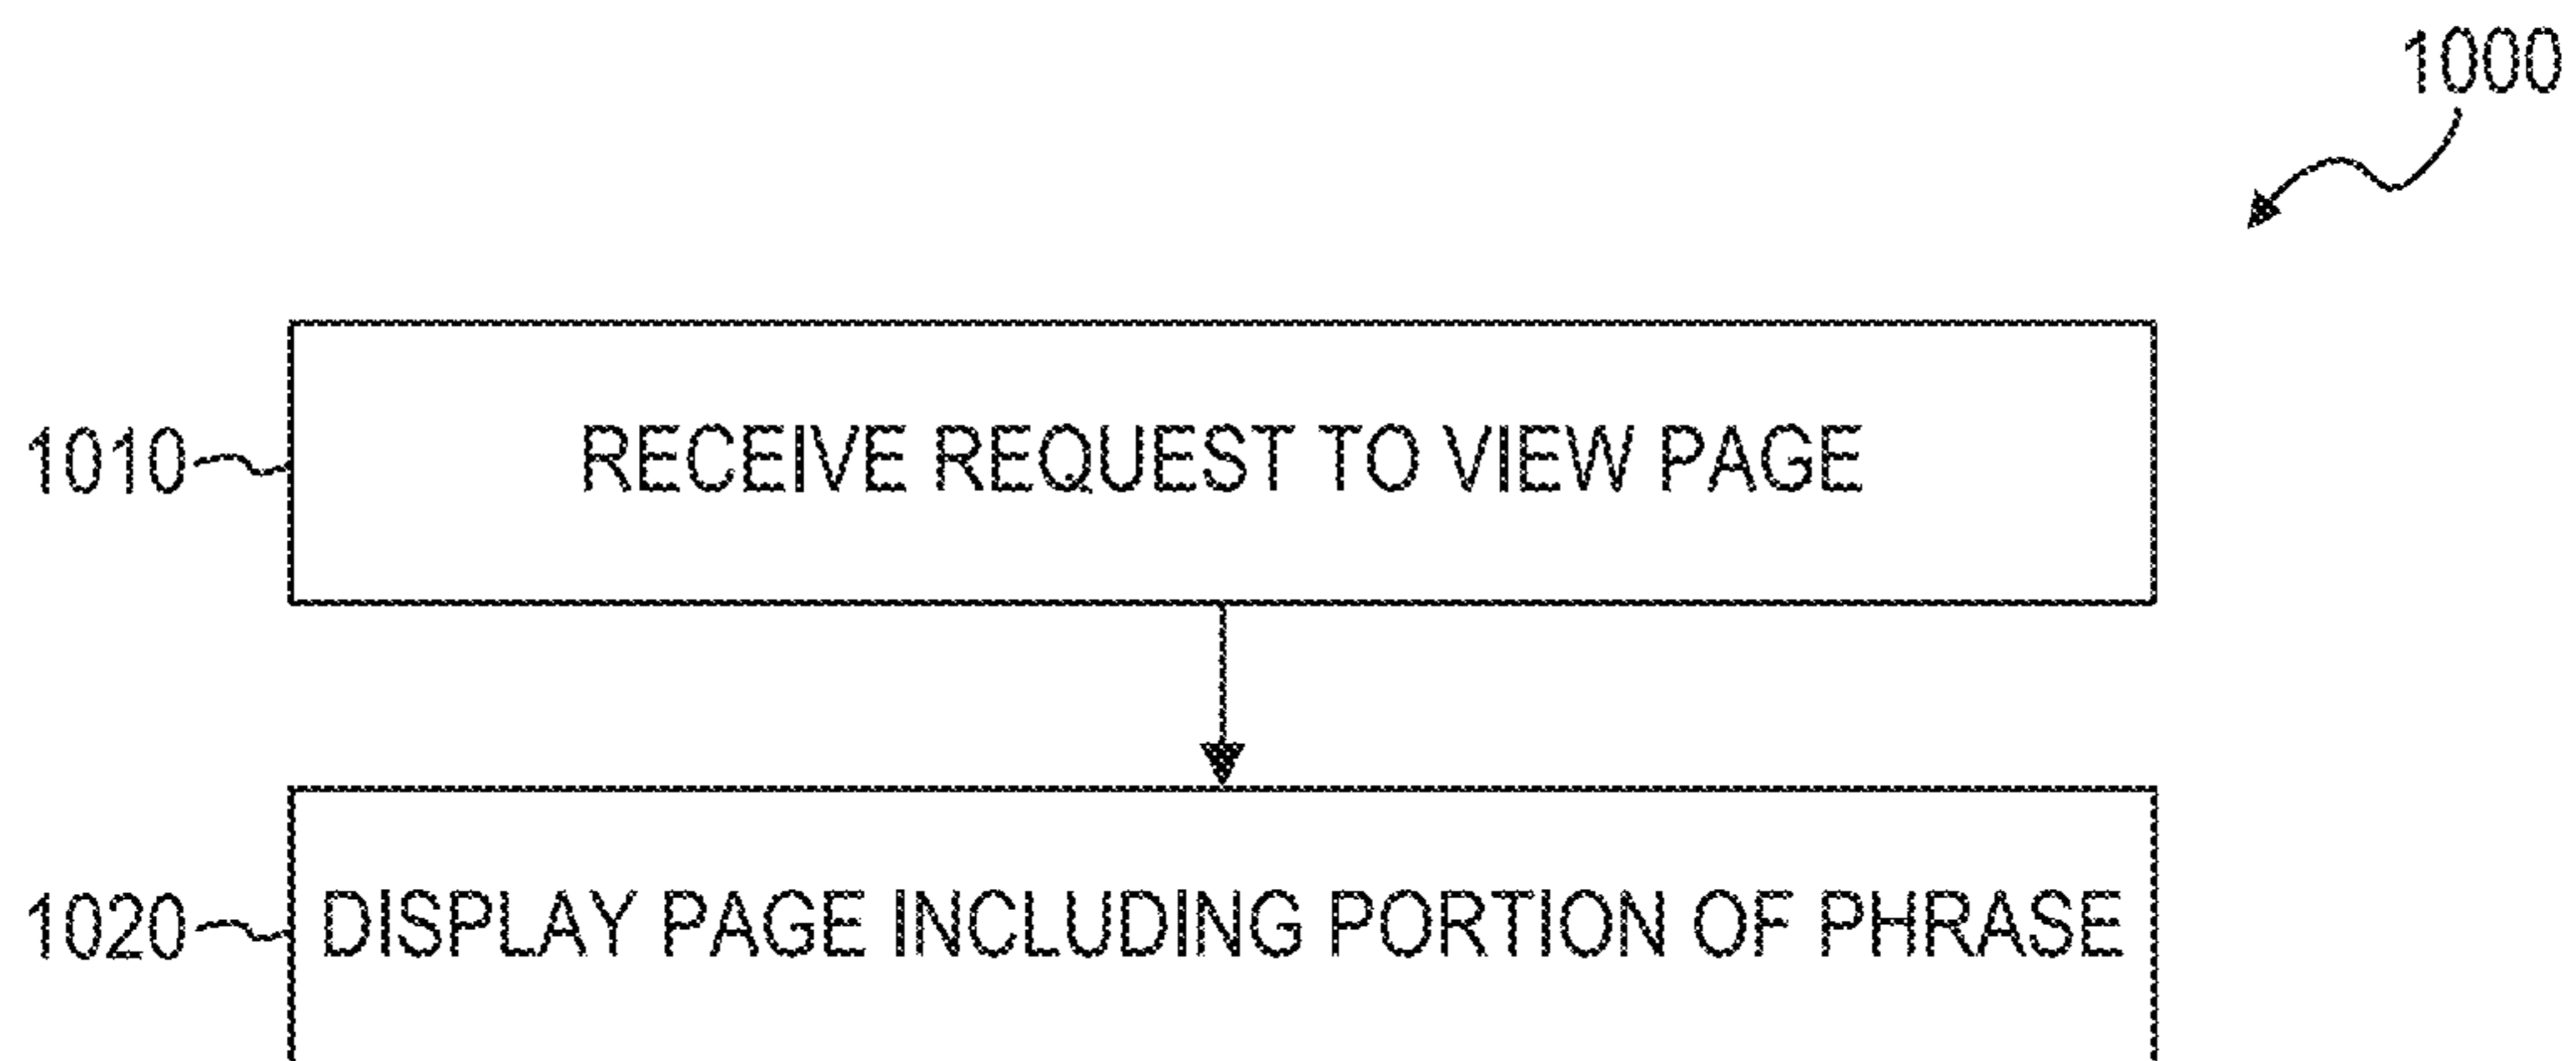 1000
1010 RECEIVE REQUEST TO VIEW PAGE
1020 DISPLAY PAGE INCLUDING PORTION OF PHRASE